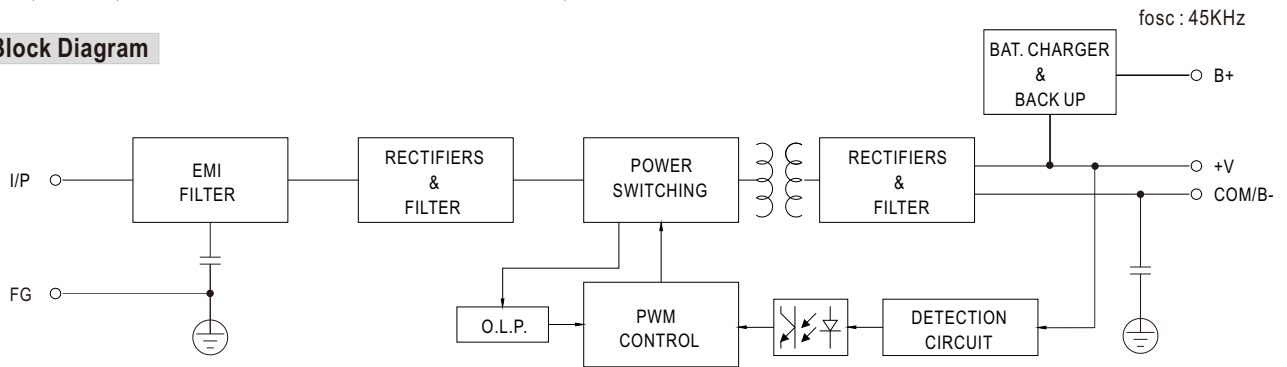 fosc : 45KHz
Block Diagram
BAT. CHARGER
&
BACK UP
B+
I/P
EMI
FILTER
RECTIFIERS
&
FILTER
POWER
SWITCHING
RECTIFIERS
&
FILTER
+V
COM/B-
FG
O.L.P.
PWM
CONTROL
DETECTION
CIRCUIT